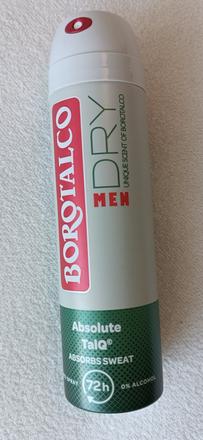 BOROTALCO
DRY
MEN
UNIQUE SCENT OF BOROTALCO
Absolute
TalQ®
ABSORBS SWEAT
72h
0% ALCOHOL